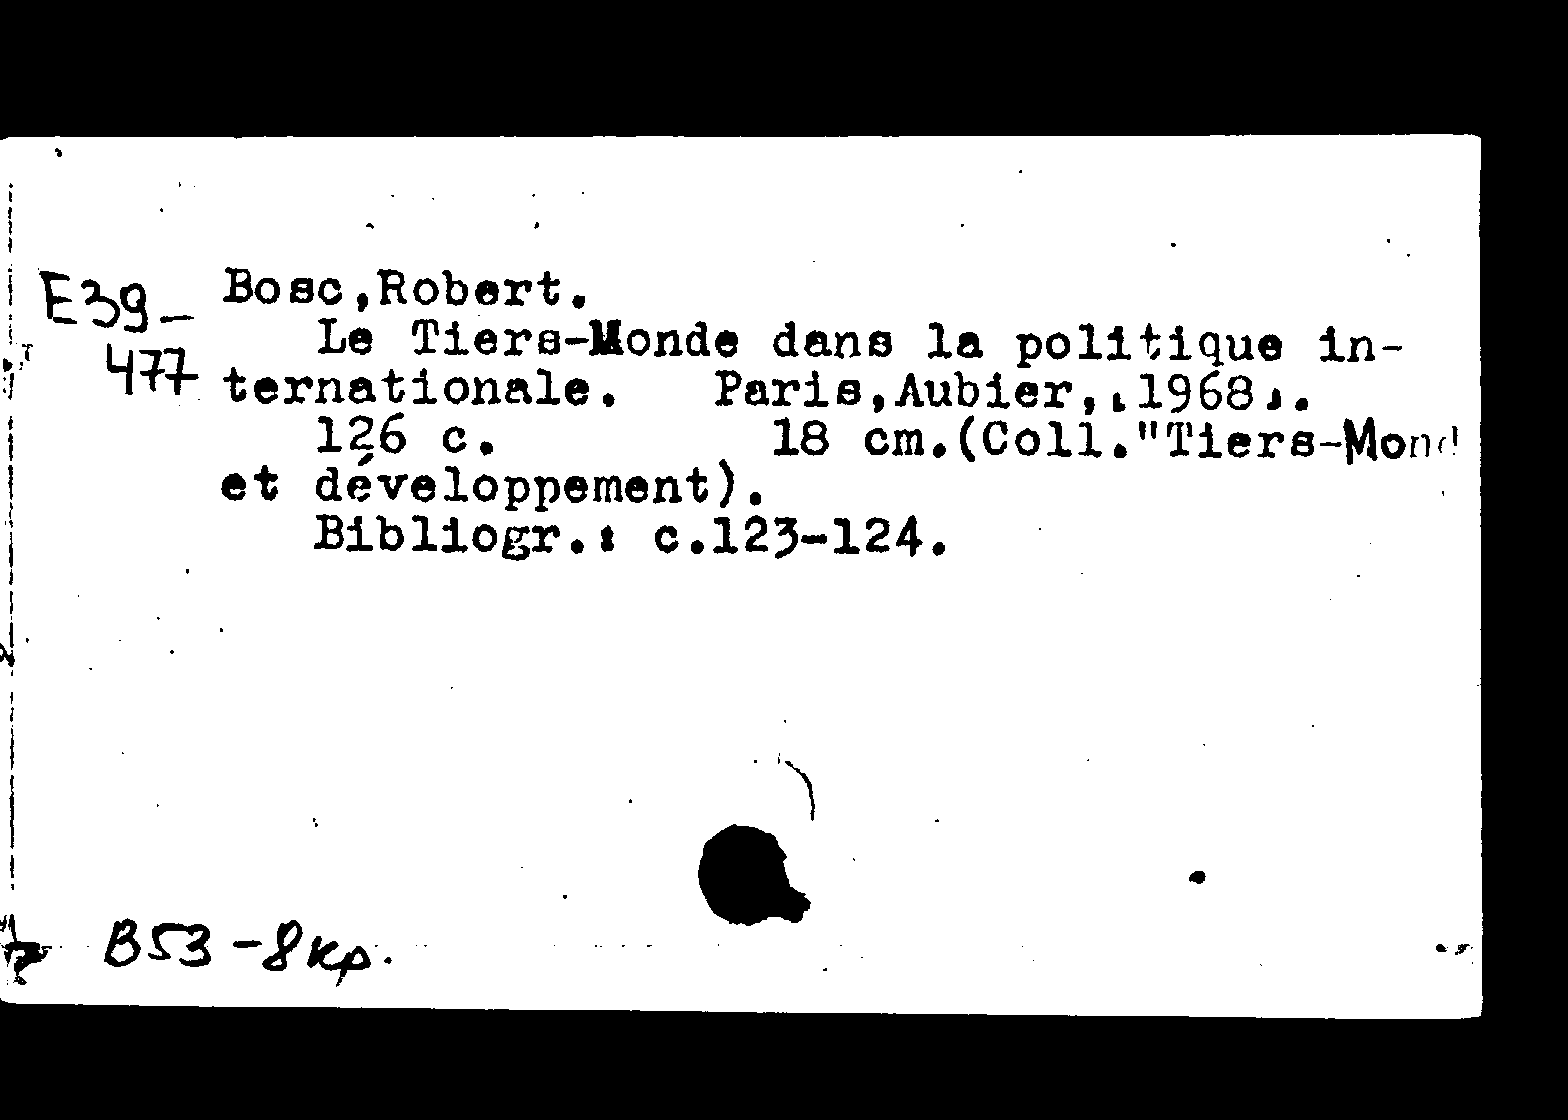 E39-
477
Bosc,Robert.
Le Tiers-Monde dans la politique in-
ternationale. Paris,Aubier,[1968].
126 c. 18 cm.(Coll."Tiers-Mond
et développement).
Bibliogr.: c.123-124.
B53-8кр.